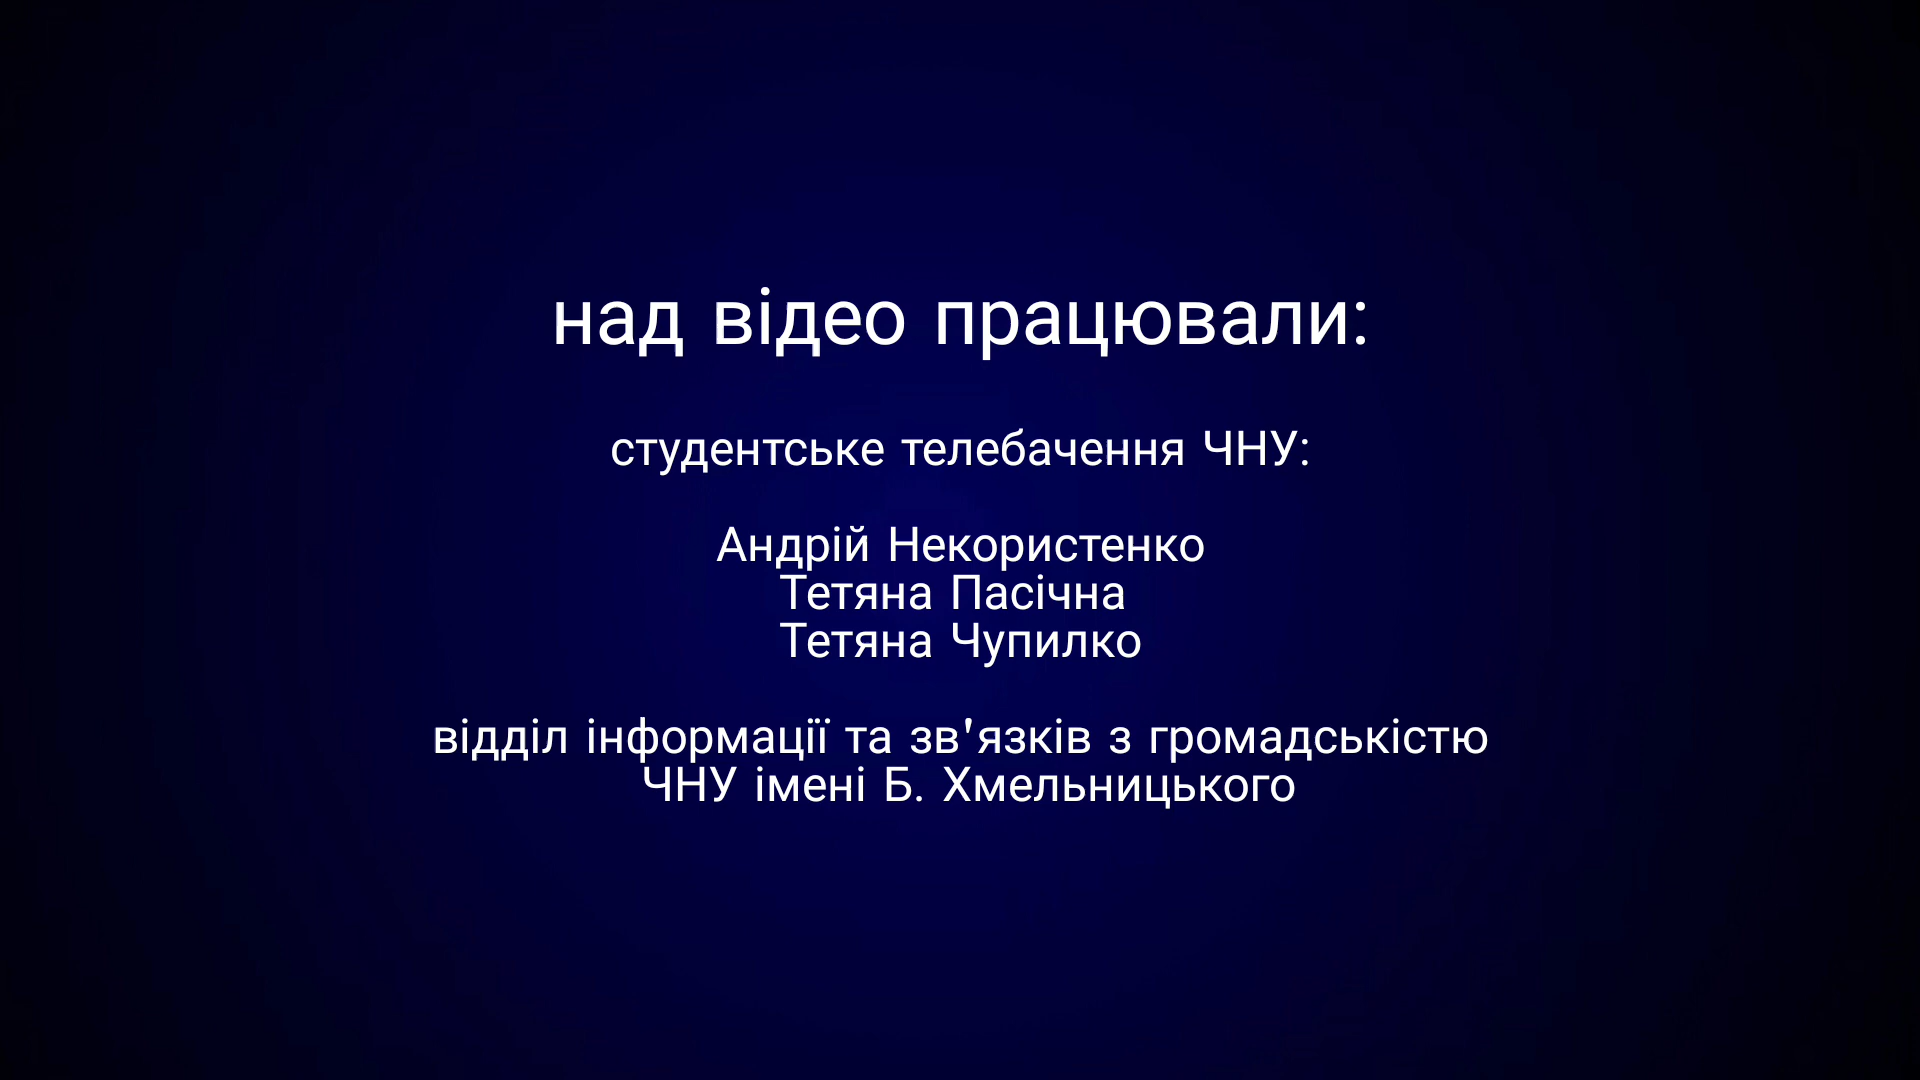 над відео працювали:
студентське телебачення ЧНУ:
Андрій Некористенко
Тетяна Пасічна
Тетяна Чупилко
відділ інформації та зв'язків з громадськістю
ЧНУ імені Б. Хмельницького